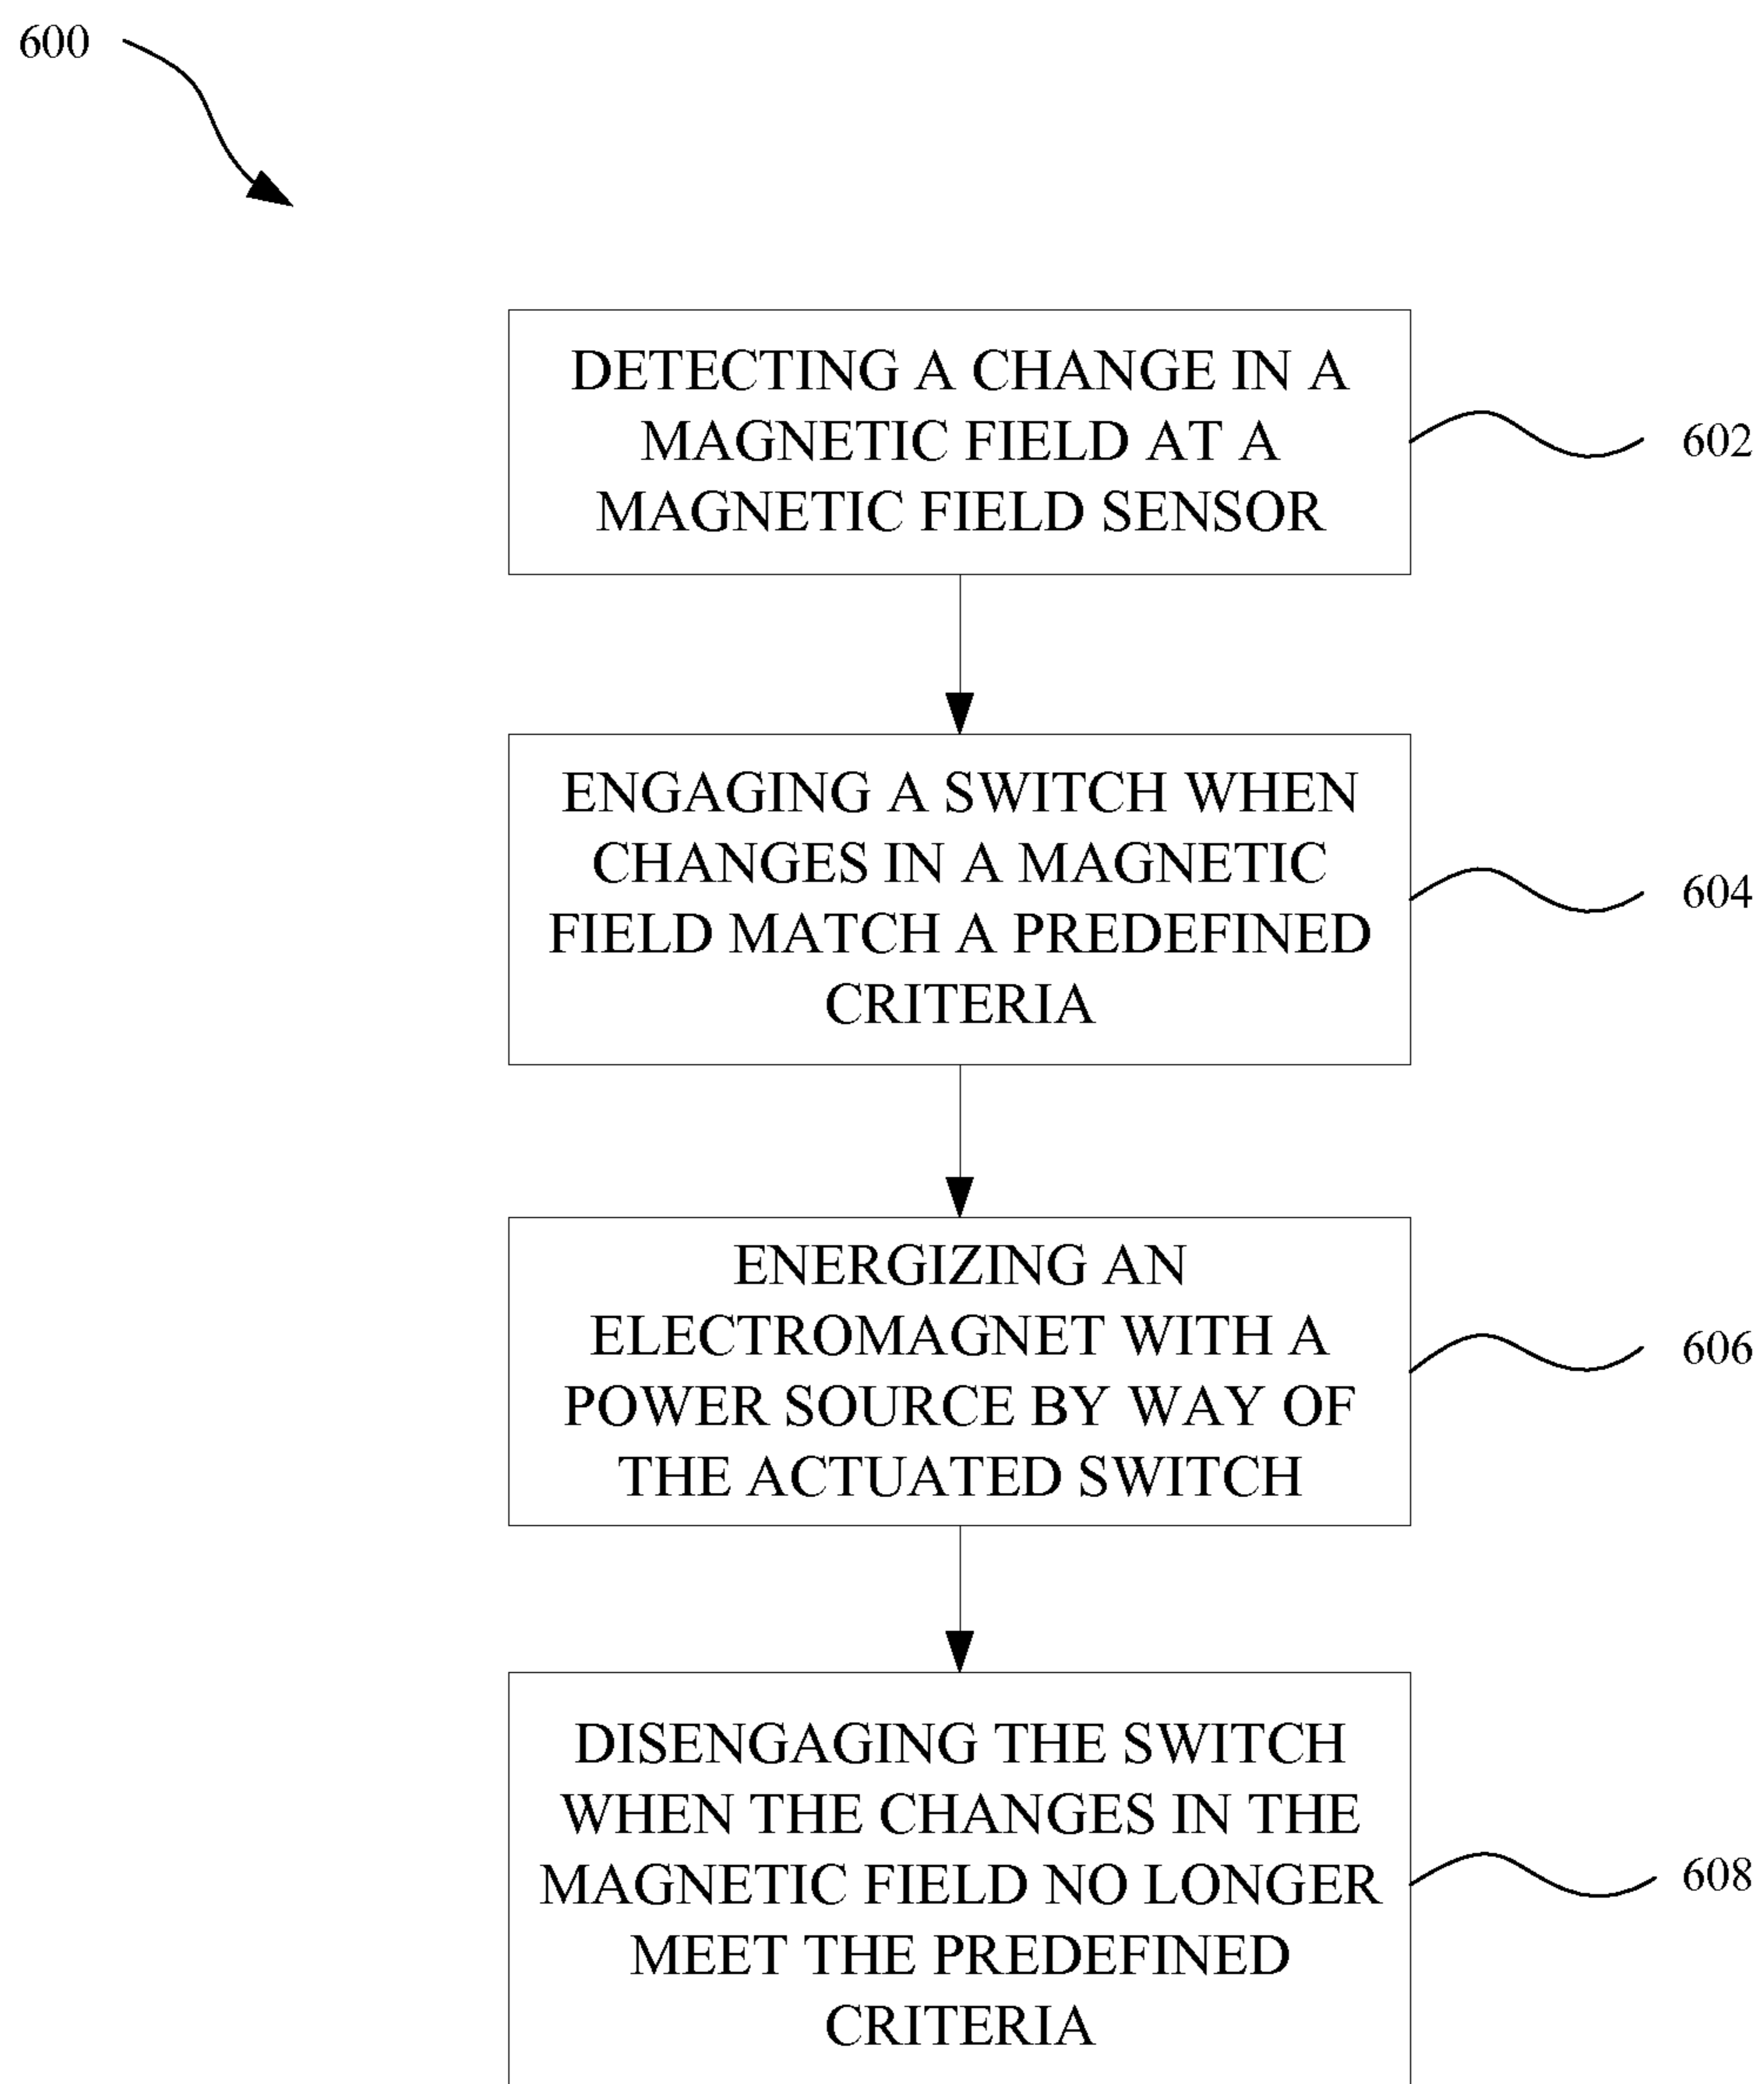 600
DETECTING A CHANGE IN A
MAGNETIC FIELD AT A
MAGNETIC FIELD SENSOR
602
ENGAGING A SWITCH WHEN
CHANGES IN A MAGNETIC
FIELD MATCH A PREDEFINED
CRITERIA
604
ENERGIZING AN
ELECTROMAGNET WITH A
POWER SOURCE BY WAY OF
THE ACTUATED SWITCH
606
DISENGAGING THE SWITCH
WHEN THE CHANGES IN THE
MAGNETIC FIELD NO LONGER
MEET THE PREDEFINED
CRITERIA
608